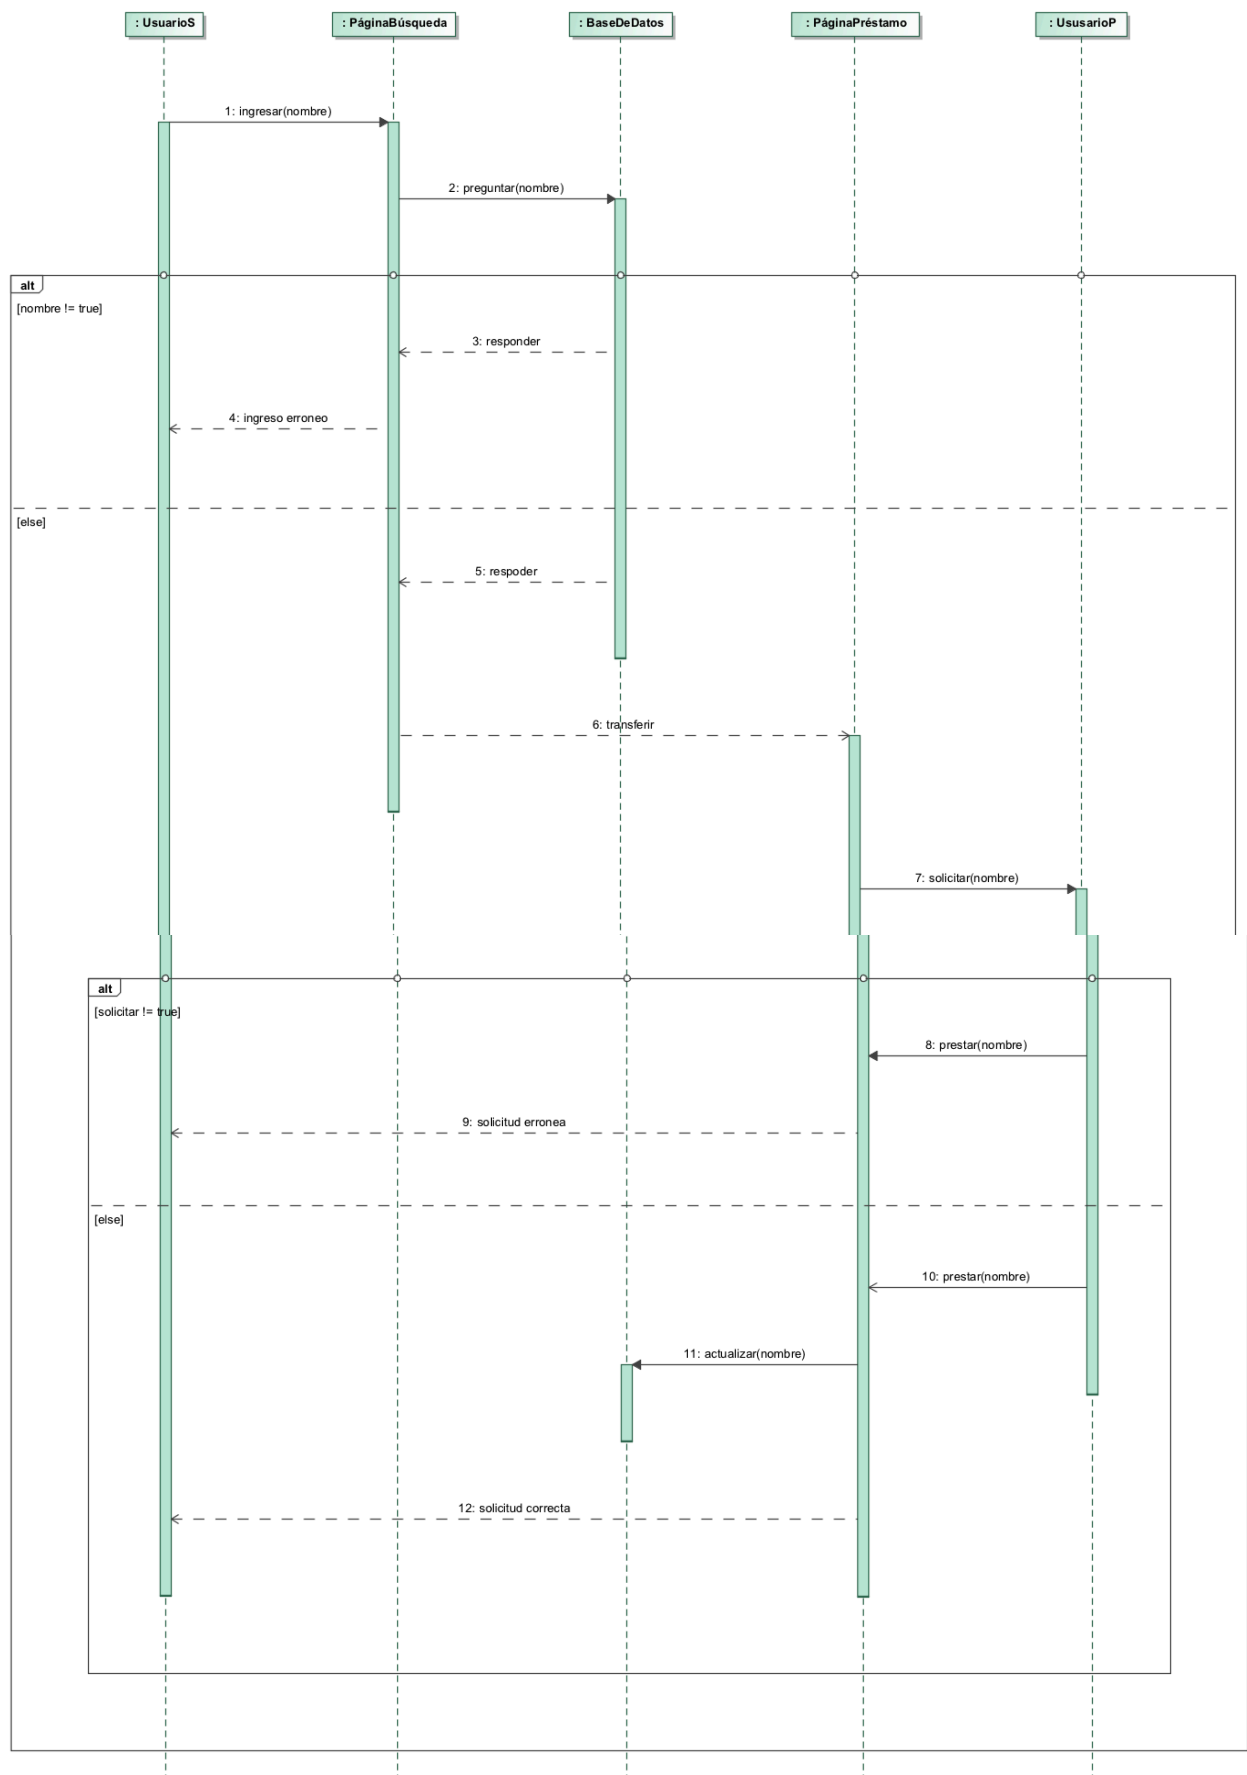 : UsuarioS
: PáginaBúsqueda
: BaseDeDatos
: PáginaPréstamo
: UsusarioP
1: ingresar(nombre)
2: preguntar(nombre)
alt
[nombre != true]
3: responder
4: ingreso erroneo
[else]
5: respoder
6: transferir
7: solicitar(nombre)
alt
[solicitar != true]
8: prestar(nombre)
9: solicitud erronea
[else]
10: prestar(nombre)
11: actualizar(nombre)
12: solicitud correcta